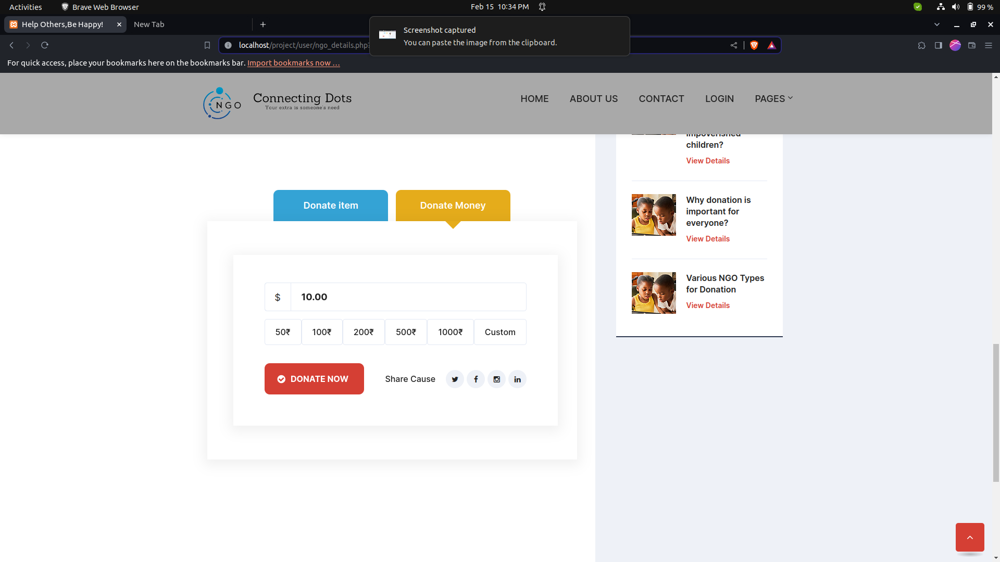 Activities
Brave Web Browser
Feb 15 10:34 PM
99 %
Help Others,Be Happy!
New Tab
Screenshot captured
You can paste the image from the clipboard.
localhost/project/user/ngo_details.php?
For quick access, place your bookmarks here on the bookmarks bar. Import bookmarks now …
NGO
Connecting Dots
Your extra is someone's need
HOME
ABOUT US
CONTACT
LOGIN
PAGES
impoverished
children?
View Details
Donate item
Donate Money
Why donation is
important for
everyone?
View Details
$
10.00
Various NGO Types
for Donation
View Details
50₹
100₹
200₹
500₹
1000₹
Custom
DONATE NOW
Share Cause